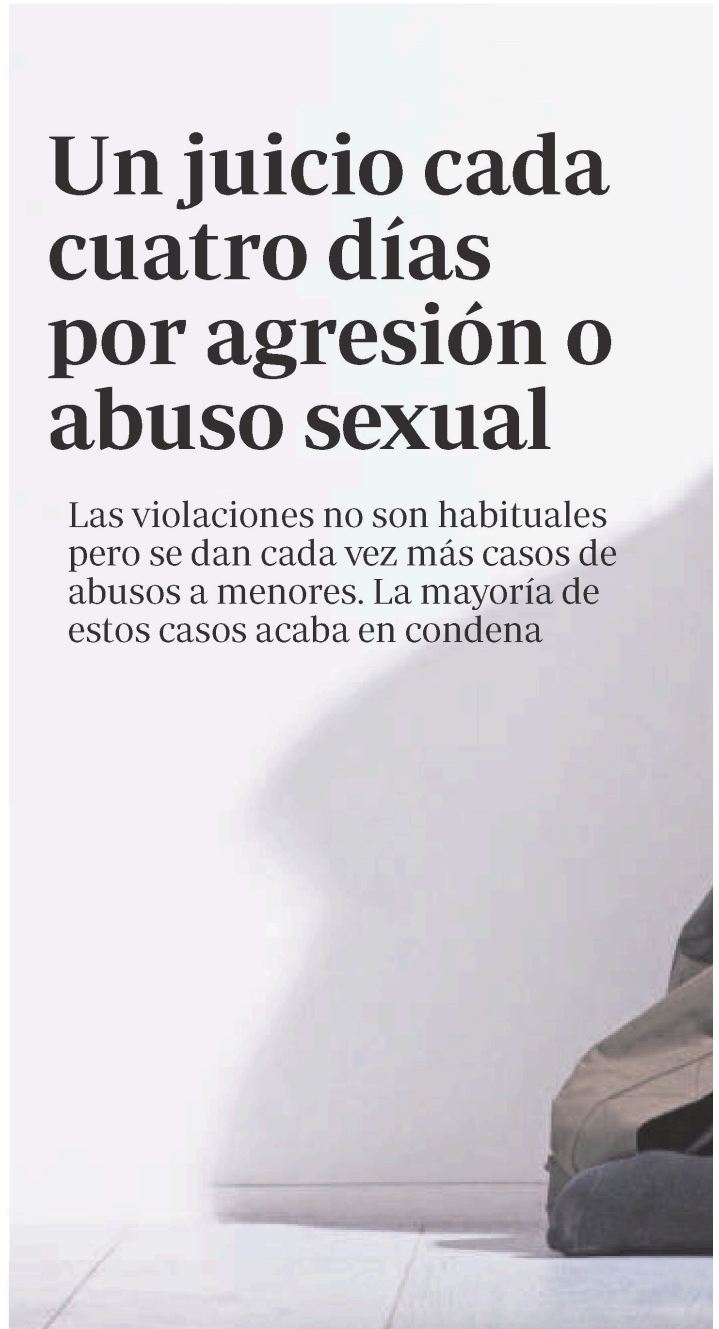 Un juicio cada
cuatro días
por agresión o
abuso sexual
Las violaciones no son habituales
pero se dan cada vez más casos de
abusos a menores. La mayoría de
estos casos acaba en condena